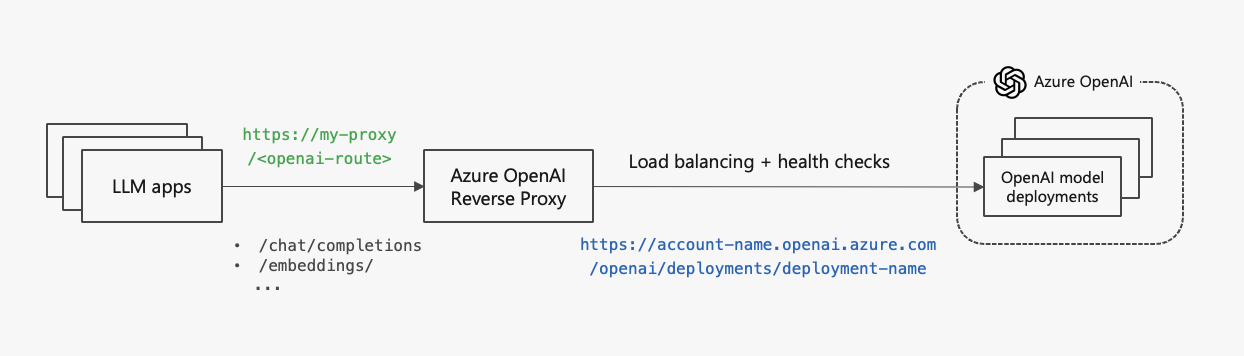 Azure OpenAI
https://my-proxy
/<openai-route>
LLM apps
Azure OpenAI
Reverse Proxy
Load balancing + health checks
OpenAI model
deployments
• /chat/completions
• /embeddings/
...
https://account-name.openai.azure.com
/openai/deployments/deployment-name